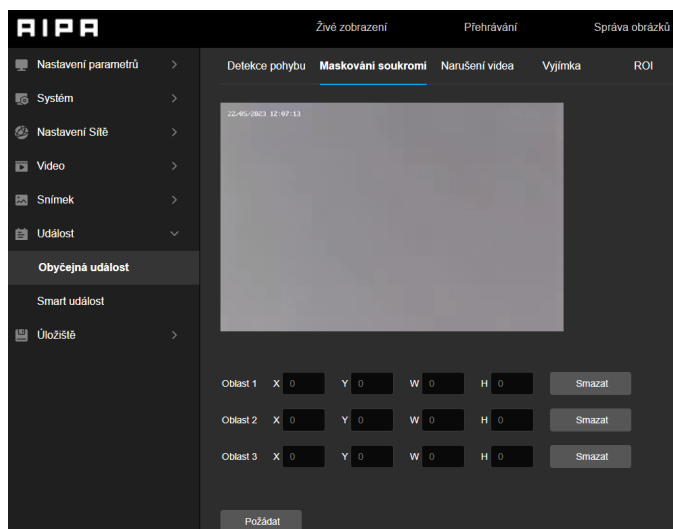 AIPA
Živé zobrazení Přehrávání Správa obrázků
Nastavení parametrů
Systém
Nastavení Sítě
Video
Snímek
Událost
Obyčejná událost
Smart událost
Úložiště
Detekce pohybu Maskování soukromí Narušení videa Vyjímka ROI
22/05/2023 12:07:13
Oblast 1 X 0 Y 0 W 0 H 0 Smazat
Oblast 2 X 0 Y 0 W 0 H 0 Smazat
Oblast 3 X 0 Y 0 W 0 H 0 Smazat
Požádat